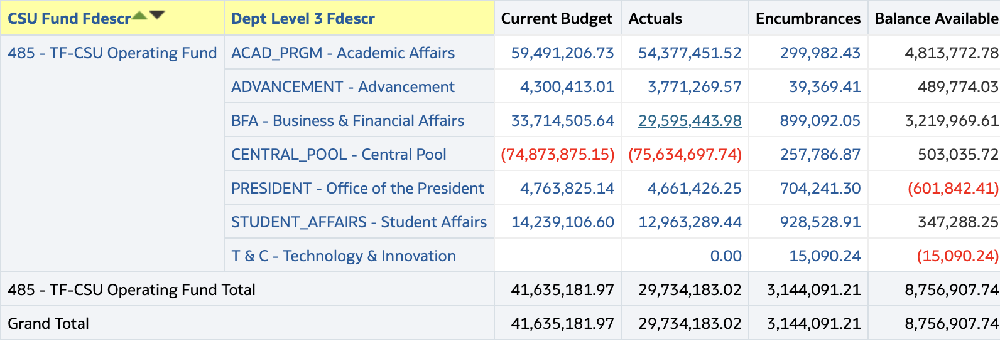 CSU Fund Fdescr Dept Level 3 Fdescr Current Budget Actuals Encumbrances Balance Available
485 - TF-CSU Operating Fund ACAD_PRGM - Academic Affairs 59,491,206.73 54,377,451.52 299,982.43 4,813,772.78
ADVANCEMENT - Advancement 4,300,413.01 3,771,269.57 39,369.41 489,774.03
BFA - Business & Financial Affairs 33,714,505.64 29,595,443.98 899,092.05 3,219,969.61
CENTRAL_POOL - Central Pool (74,873,875.15) (75,634,697.74) 257,786.87 503,035.72
PRESIDENT - Office of the President 4,763,825.14 4,661,426.25 704,241.30 (601,842.41)
STUDENT_AFFAIRS - Student Affairs 14,239,106.60 12,963,289.44 928,528.91 347,288.25
T & C - Technology & Innovation 0.00 15,090.24 (15,090.24)
485 - TF-CSU Operating Fund Total 41,635,181.97 29,734,183.02 3,144,091.21 8,756,907.74
Grand Total 41,635,181.97 29,734,183.02 3,144,091.21 8,756,907.74